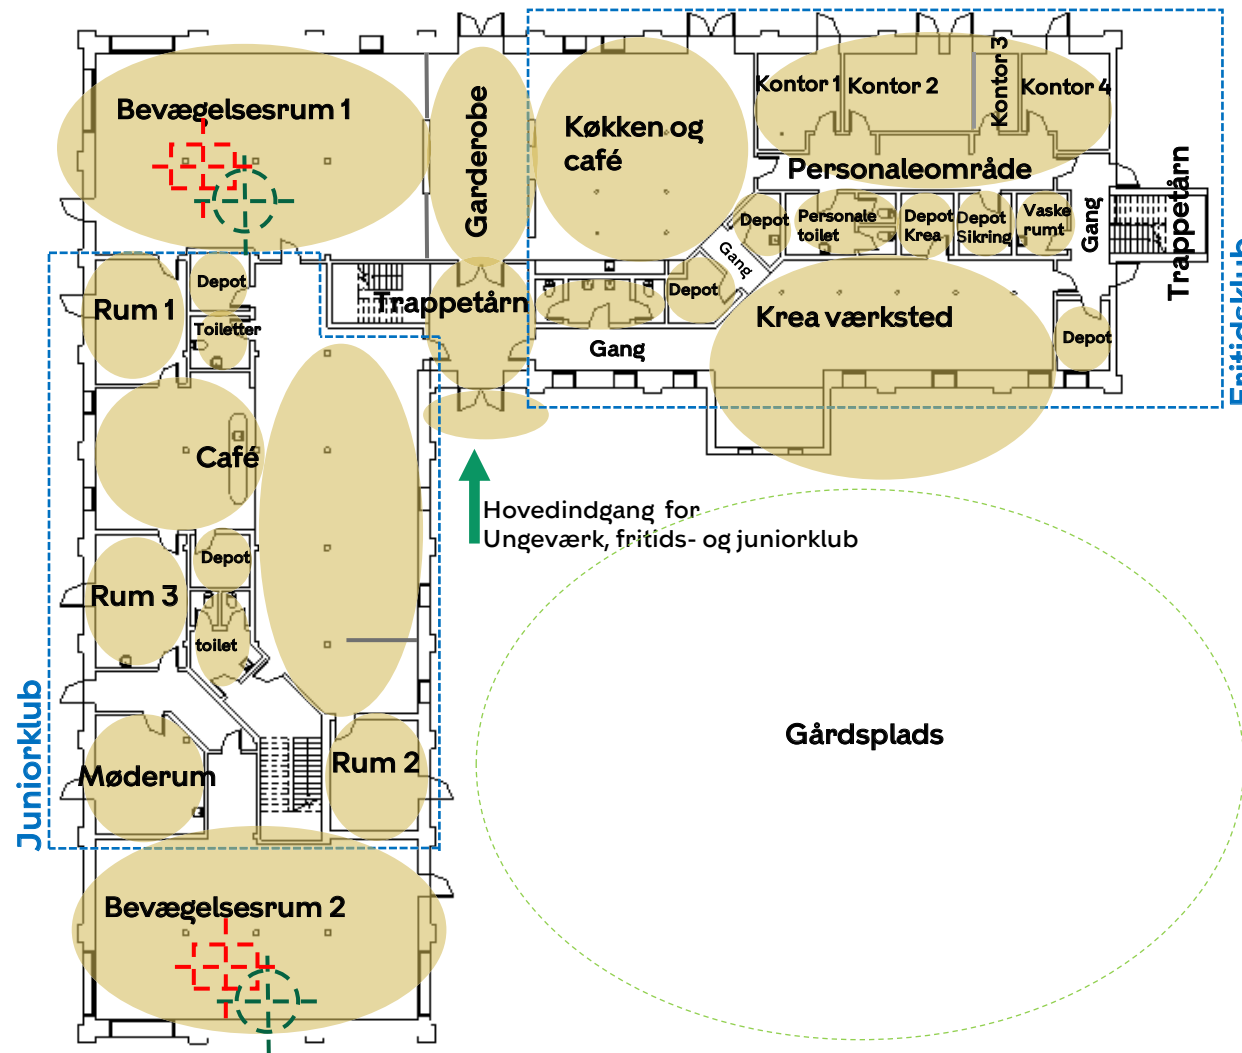 Bevægelsesrum 1
Garderobe
Køkken og
café
Kontor 1
Kontor 2
Kontor 3
Kontor 4
Personaleområde
Trappetårn
Gang
Depot
Personale
toilet
Depot
Krea
Depot
Sikring
Vaske
rumt
Gang
Depot
Rum 1
Depot
Toiletter
Trappetårn
Krea værksted
Depot
Gang
Fritidsklub
Café
Hovedindgang for
Ungeværk, fritids- og juniorklub
Depot
Rum 3
toilet
Juniorklub
Møderum
Rum 2
Gårdsplads
Bevægelsesrum 2